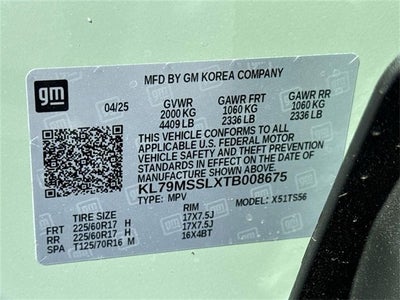 gm
MFD BY GM KOREA COMPANY
04/25 GVWR GAWR FRT GAWR RR
2000 KG 1060 KG 1060 KG
4409 LB 2336 LB 2336 LB
THIS VEHICLE CONFORMS TO ALL
APPLICABLE U.S. FEDERAL MOTOR
VEHICLE SAFETY AND THEFT PREVENTION
STANDARDS IN EFFECT ON THE DATE OF
MANUFACTURE SHOWN ABOVE.
KL79MSSLXTB008675
TYPE: MPV MODEL: X51TS56
TIRE SIZE RIM
FRT 225/60R17 H 17X7.5J
RR 225/60R17 H 17X7.5J
SPA T125/70R16 M 16X4BT